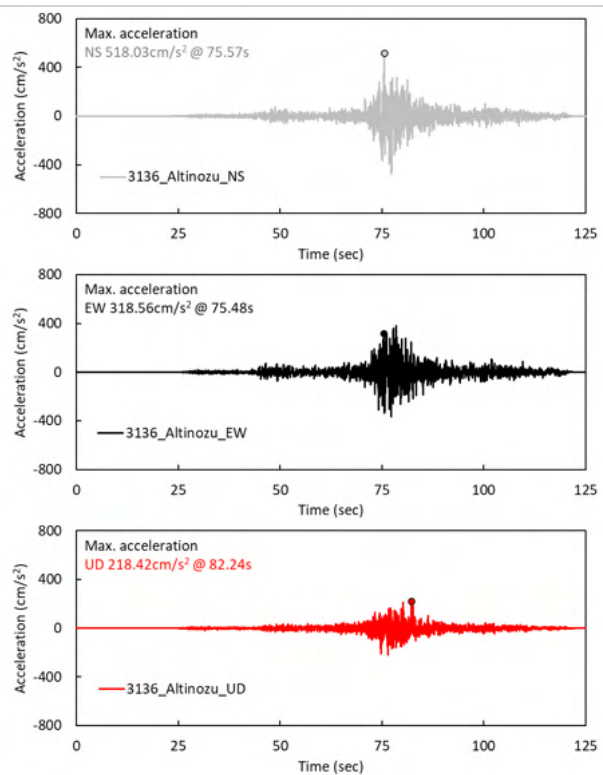 800
400
0
-400
-800
Acceleration (cm/s²)
Max. acceleration
NS 518.03cm/s² @ 75.57s
3136_Altinozu_NS
0 25 50 75 100 125
Time (sec)
800
400
0
-400
-800
Acceleration (cm/s²)
Max. acceleration
EW 318.56cm/s² @ 75.48s
3136_Altinozu_EW
0 25 50 75 100 125
Time (sec)
800
400
0
-400
-800
Acceleration (cm/s²)
Max. acceleration
UD 218.42cm/s² @ 82.24s
3136_Altinozu_UD
0 25 50 75 100 125
Time (sec)